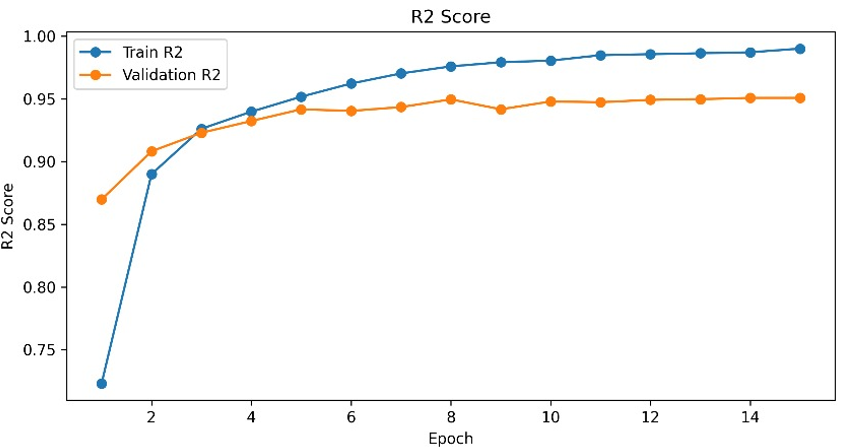 R2 Score
Train R2
Validation R2
R2 Score
1.00
0.95
0.90
0.85
0.80
0.75
2 4 6 8 10 12 14
Epoch